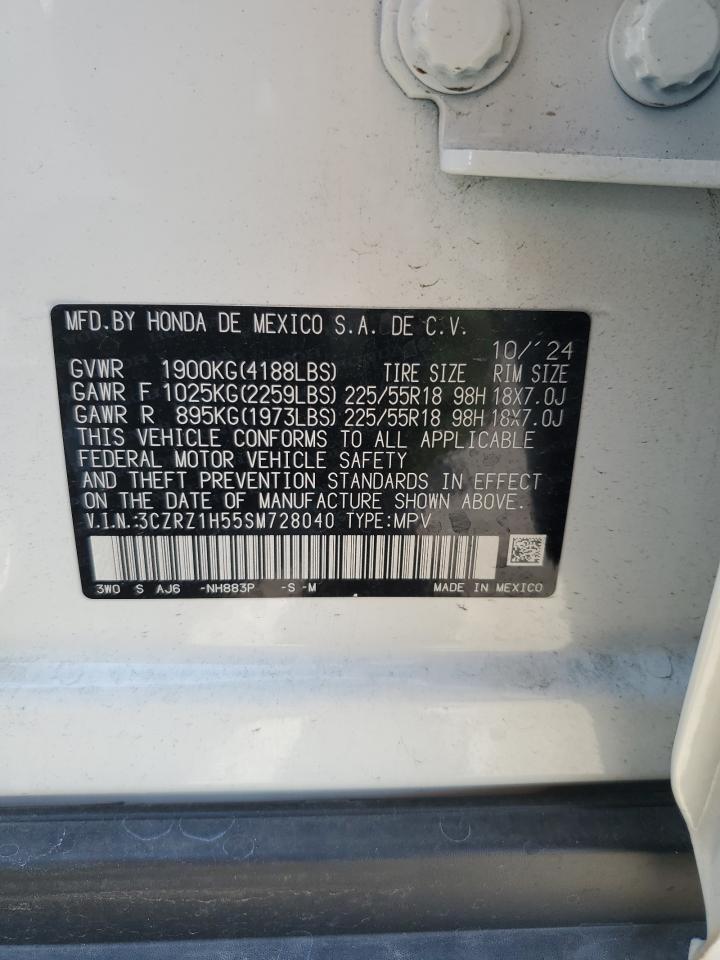 MFD.BY HONDA DE MEXICO S.A. DE C.V.
10/'24
GVWR 1900KG(4188LBS) TIRE SIZE RIM SIZE
GAWR F 1025KG(2259LBS) 225/55R18 98H 18X7.0J
GAWR R 895KG(1973LBS) 225/55R18 98H 18X7.0J
THIS VEHICLE CONFORMS TO ALL APPLICABLE
FEDERAL MOTOR VEHICLE SAFETY
AND THEFT PREVENTION STANDARDS IN EFFECT
ON THE DATE OF MANUFACTURE SHOWN ABOVE.
V.I.N.:3CZRZ1H55SM728040 TYPE:MPV
3W0 S AJ6 -NH883P -S-M MADE IN MEXICO